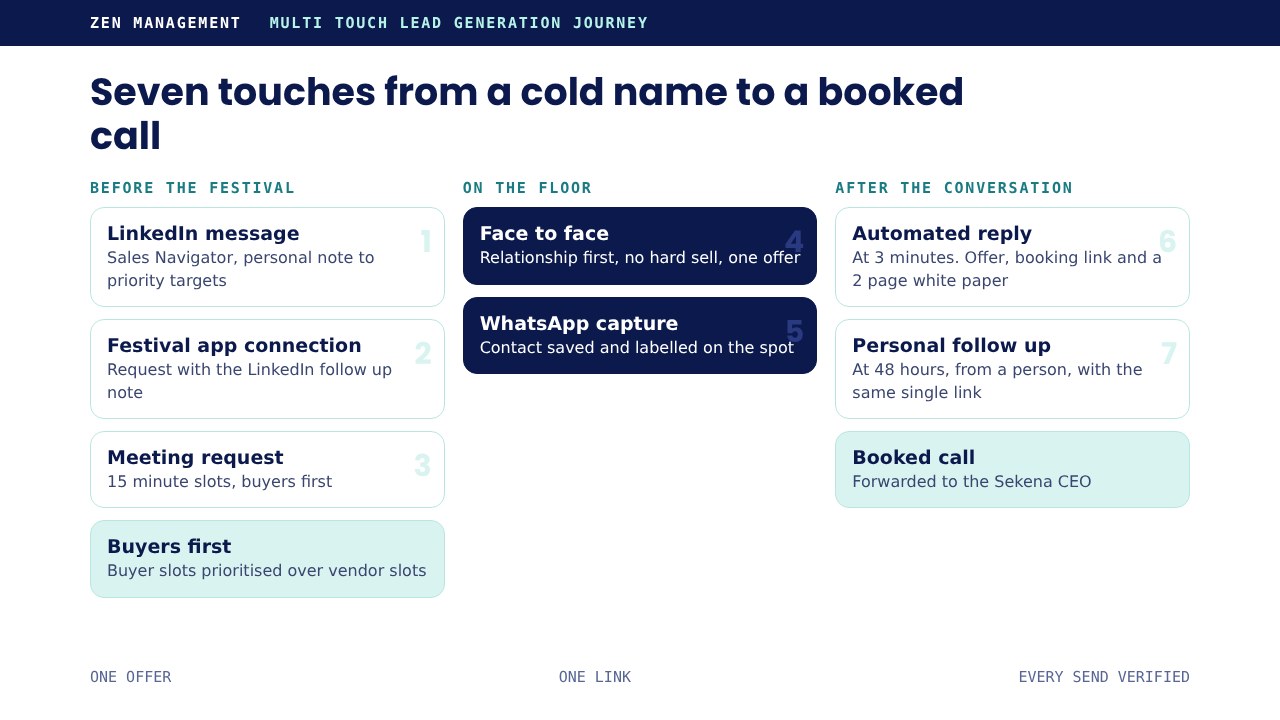 ZEN MANAGEMENT MULTI TOUCH LEAD GENERATION JOURNEY
Seven touches from a cold name to a booked
call
BEFORE THE FESTIVAL
LinkedIn message
1
Sales Navigator, personal note to
priority targets
Festival app connection
2
Request with the LinkedIn follow up
note
Meeting request
3
15 minute slots, buyers first
Buyers first
Buyer slots prioritised over vendor slots
ON THE FLOOR
Face to face
4
Relationship first, no hard sell, one offer
WhatsApp capture
5
Contact saved and labelled on the spot
AFTER THE CONVERSATION
Automated reply
6
At 3 minutes. Offer, booking link and a
2 page white paper
Personal follow up
7
At 48 hours, from a person, with the
same single link
Booked call
Forwarded to the Sekena CEO
ONE OFFER
ONE LINK
EVERY SEND VERIFIED